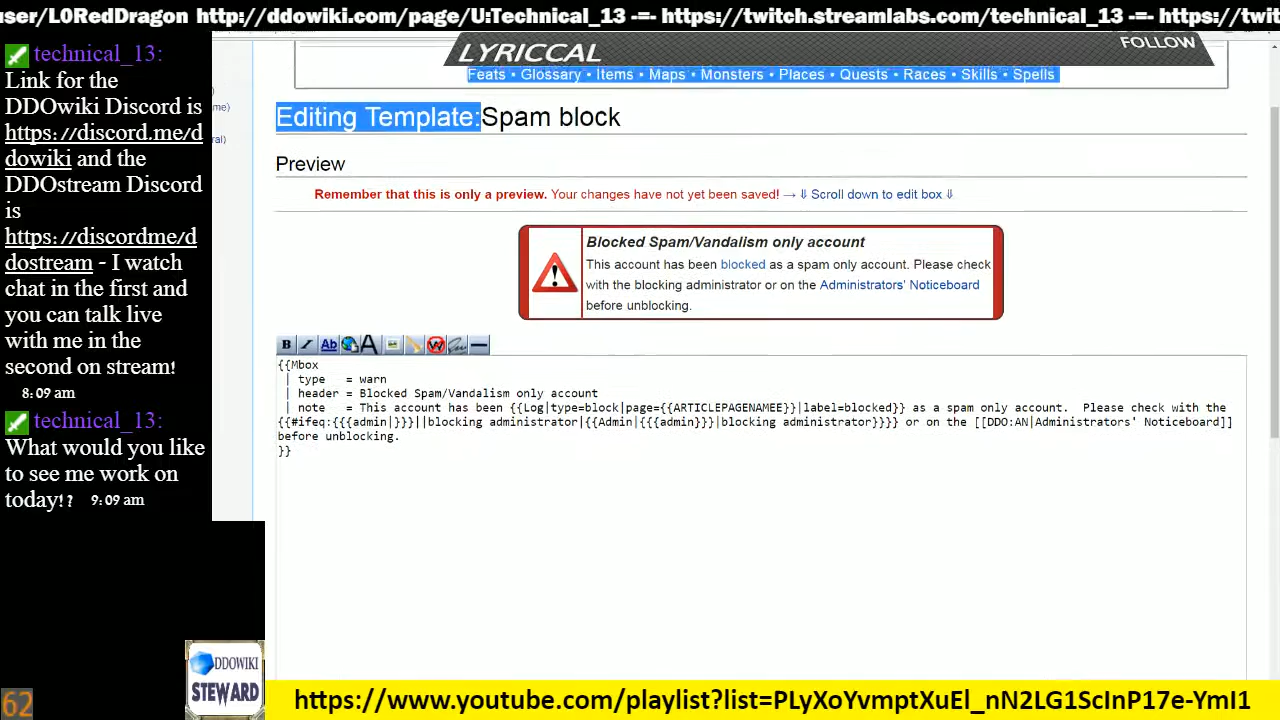 user/L0RedDragon http://ddowiki.com/page/U:Technical_13 -=- https://twitch.streamlabs.com/technical_13 -=- https://twit
technical_13:
Link for the
DDOwiki Discord is
https://discord.me/d
dowiki and the
DDOstream Discord
is
https://discordme/d
dostream - I watch
chat in the first and
you can talk live
with me in the
second on stream!
8:09 am
technical_13:
What would you like
to see me work on
today!? 9:09 am
me)
ral)
LYRICCAL
FOLLOW
Feats • Glossary • Items • Maps • Monsters • Places • Quests • Races • Skills • Spells
Editing Template:Spam block
Preview
Remember that this is only a preview. Your changes have not yet been saved! → ⇓ Scroll down to edit box ⇓
Blocked Spam/Vandalism only account
This account has been blocked as a spam only account. Please check
with the blocking administrator or on the Administrators' Noticeboard
before unblocking.
B I Ab A W
{{Mbox
| type = warn
| header = Blocked Spam/Vandalism only account
| note = This account has been {{Log|type=block|page={{ARTICLEPAGENAMEE}}|label=blocked}} as a spam only account. Please check with the
{{#ifeq:{{{admin|}}}||blocking administrator|{{Admin|{{{admin}}}|blocking administrator}}}} or on the [[DDO:AN|Administrators' Noticeboard]]
before unblocking.
}}
DDOWIKI
STEWARD
62
https://www.youtube.com/playlist?list=PLyXoYvmptXuEl_nN2LG1ScInP17e-YmI1